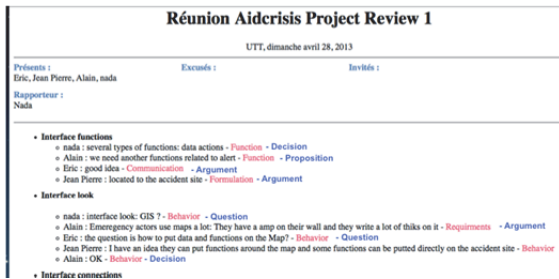 Réunion Aidcrisis Project Review 1
UTT, dimanche avril 28, 2013
Présents : Excusés : Invités :
Eric, Jean Pierre, Alain, nada
Rapporteur :
Nada
• Interface functions
nada : several types of functions: data actions - Function - Decision
Alain : we need another functions related to alert - Function - Proposition
Eric : good idea - Communication - Argument
Jean Pierre : located to the accident site - Formulation - Argument
• Interface look
nada : interface look: GIS ? - Behavior - Question
Alain : Emeregency actors use maps a lot: They have a amp on their wall and they write a lot of thiks on it - Requirments - Argument
Eric : the question is how to put data and functions on the Map? - Behavior - Question
Jean Pierre : I have an idea they can put functions around the map and some functions can be putted directly on the accident site - Behavior
Alain : OK - Behavior - Decision
• Interface connections